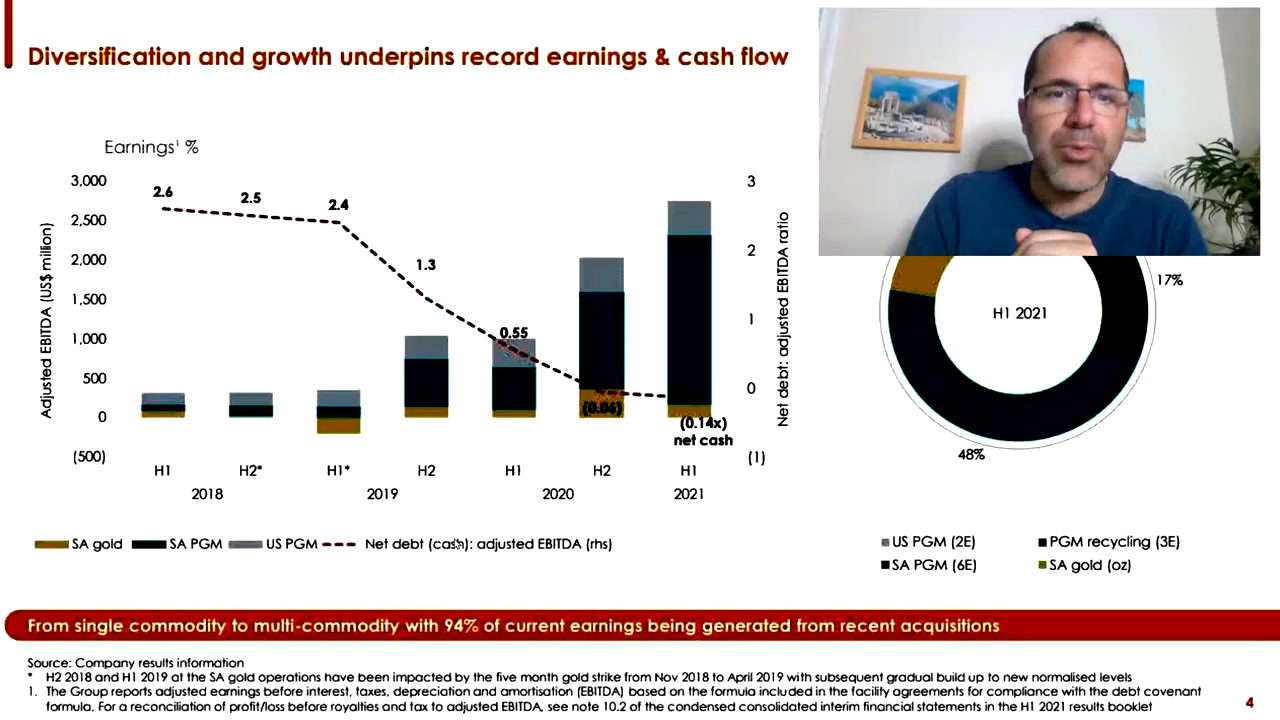 Diversification and growth underpins record earnings & cash flow
Earnings¹ %
Adjusted EBITDA (US$ million)
3,000
2,500
2,000
1,500
1,000
500
0
(500)
2.6
2.5
2.4
1.3
0.55
(0.06)
(0.14x)
net cash
3
2
1
0
(1)
Net debt: adjusted EBITDA ratio
H1 H2* H1* H2 H1 H2 H1
2018 2019 2020 2021
SA gold SA PGM US PGM Net debt (cash): adjusted EBITDA (rhs)
17%
H1 2021
48%
US PGM (2E) PGM recycling (3E)
SA PGM (6E) SA gold (oz)
From single commodity to multi-commodity with 94% of current earnings being generated from recent acquisitions
Source: Company results information
* H2 2018 and H1 2019 at the SA gold operations have been impacted by the five month gold strike from Nov 2018 to April 2019 with subsequent gradual build up to new normalised levels
1. The Group reports adjusted earnings before interest, taxes, depreciation and amortisation (EBITDA) based on the formula included in the facility agreements for compliance with the debt covenant
formula. For a reconciliation of profit/loss before royalties and tax to adjusted EBITDA, see note 10.2 of the condensed consolidated interim financial statements in the H1 2021 results booklet
4